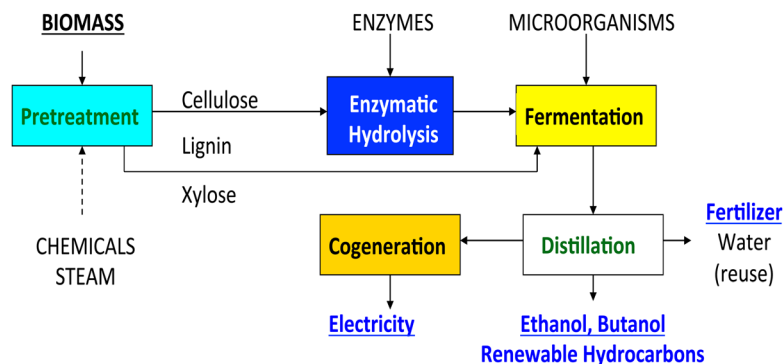 BIOMASS
ENZYMES
MICROORGANISMS
Pretreatment
Cellulose
Enzymatic
Hydrolysis
Fermentation
Lignin
Xylose
CHEMICALS
STEAM
Cogeneration
Distillation
Fertilizer
Water
(reuse)
Electricity
Ethanol, Butanol
Renewable Hydrocarbons